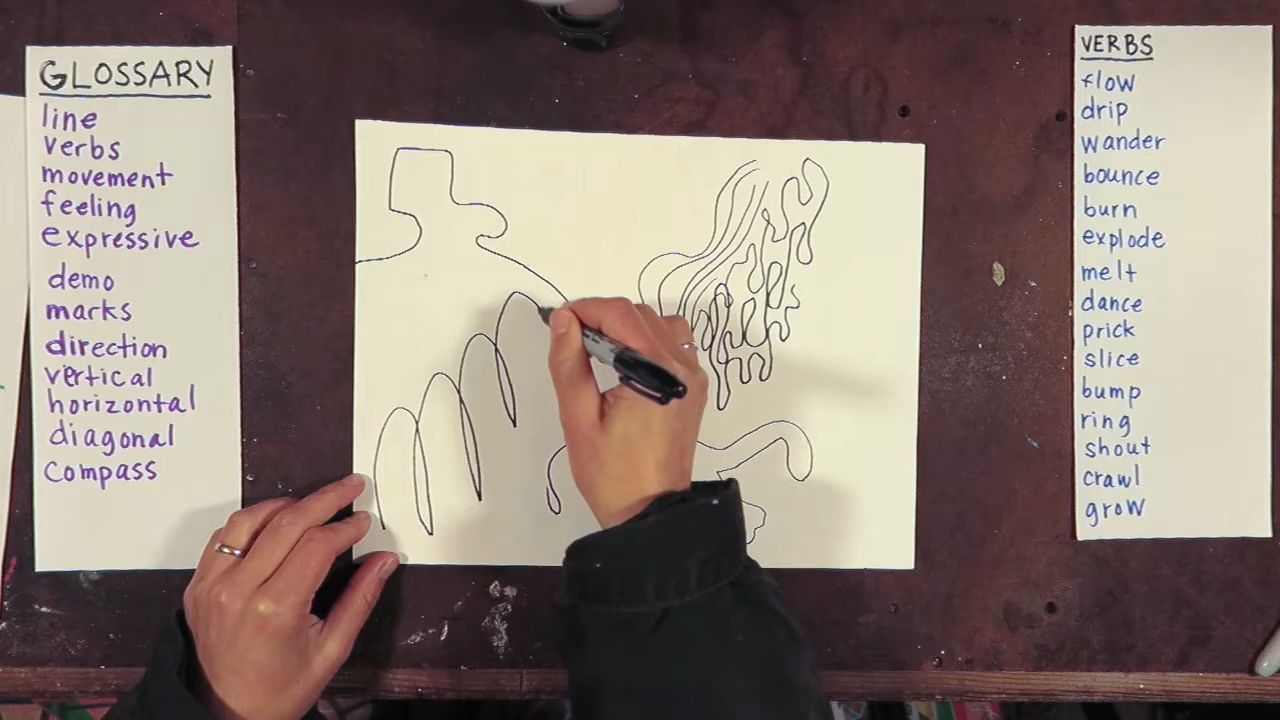 GLOSSARY
line
verbs
movement
feeling
expressive
demo
marks
direction
vertical
horizontal
diagonal
compass
VERBS
flow
drip
wander
bounce
burn
explode
melt
dance
prick
slice
bump
ring
shout
crawl
grow